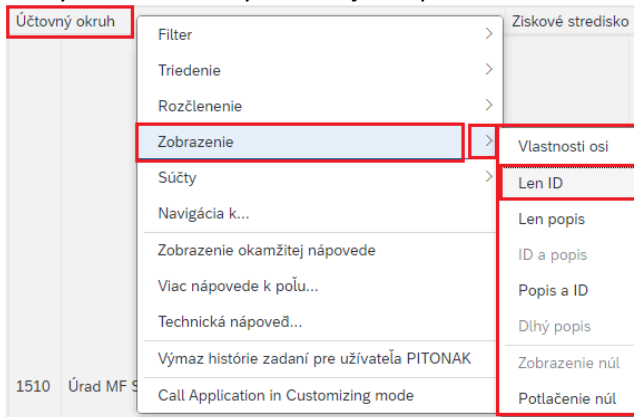 Účtovný okruh
Ziskové stredisko
Filter
Triedenie
Rozčlenenie
Zobrazenie
Súčty
Navigácia k...
Zobrazenie okamžitej nápovede
Viac nápovede k poľu...
Technická nápoveď...
Výmaz histórie zadaní pre užívateľa PITONAK
Call Application in Customizing mode
Vlastnosti osi
Len ID
Len popis
ID a popis
Popis a ID
Dlhý popis
Zobrazenie núl
Potlačenie núl
1510 Úrad MF S